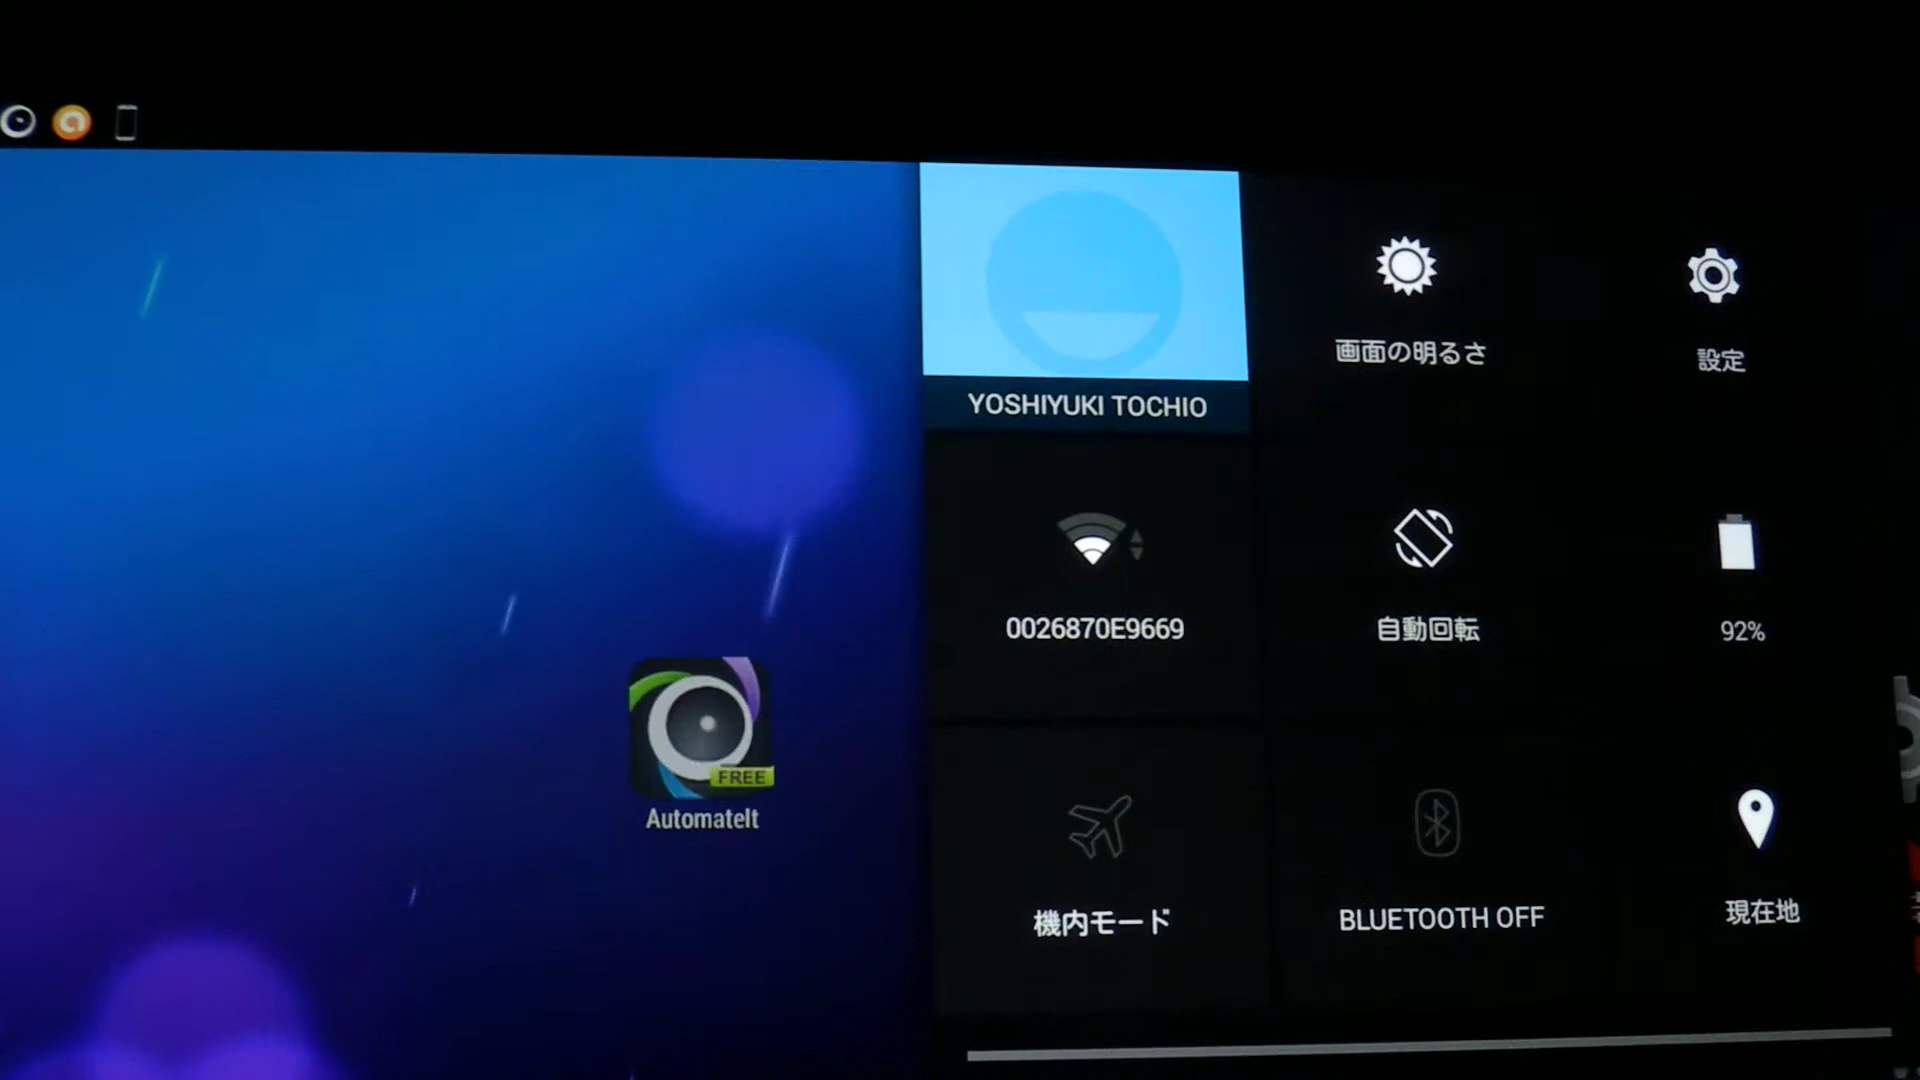 YOSHIYUKI TOCHIO
画面の明るさ
設定
0026870E9669
自動回転
92%
FREE
AutomateIt
機内モード
BLUETOOTH OFF
現在地